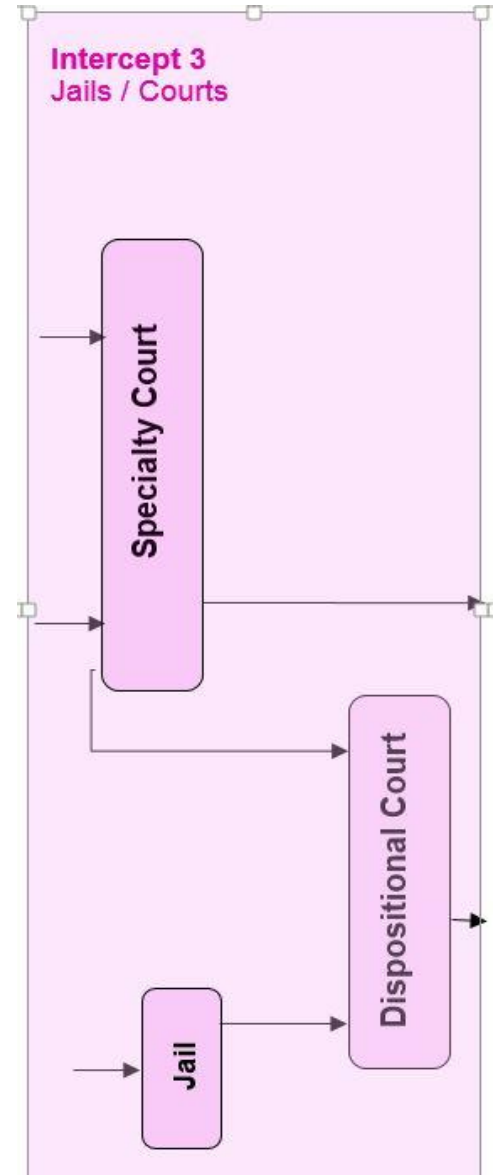 Intercept 3
Jails / Courts
Specialty Court
Dispositional Court
Jail